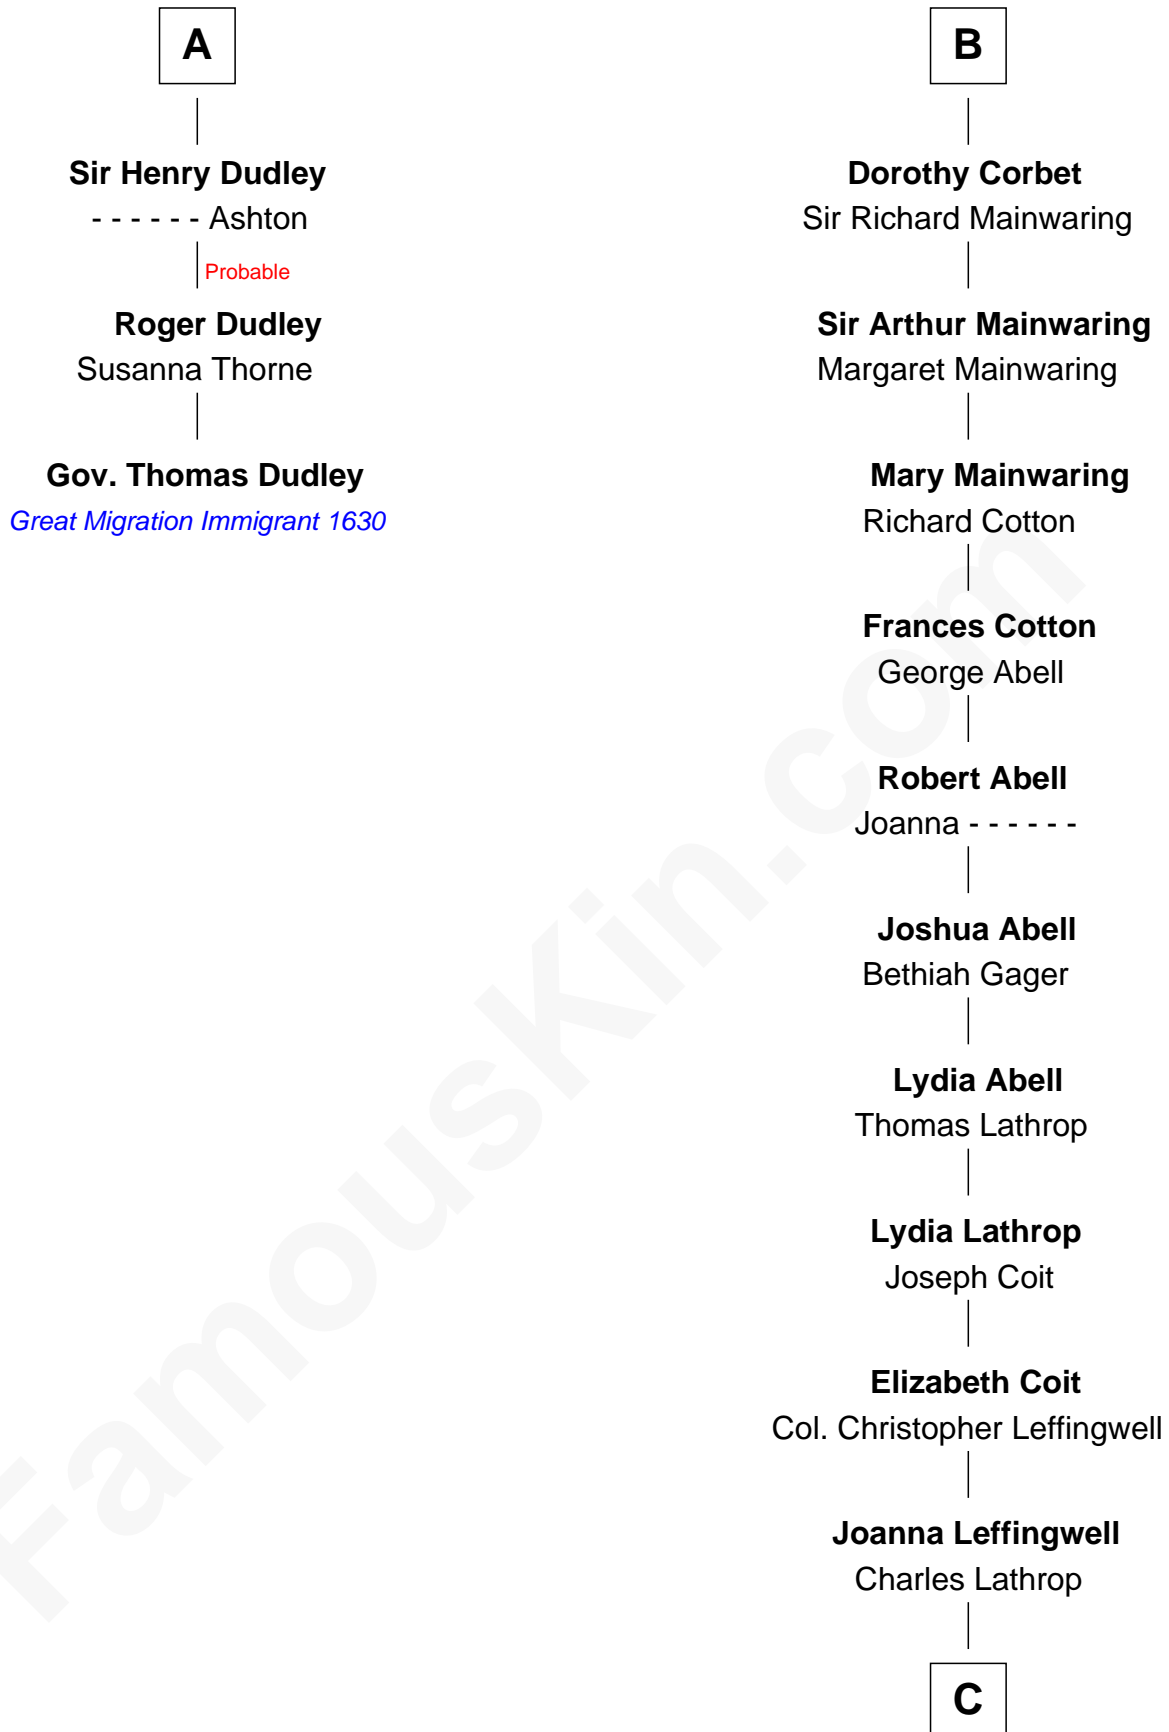 A
Sir Henry Dudley
- - - - - - Ashton
Probable
Roger Dudley
Susanna Thorne
Gov. Thomas Dudley
Great Migration Immigrant 1630
B
Dorothy Corbet
Sir Richard Mainwaring
Sir Arthur Mainwaring
Margaret Mainwaring
Mary Mainwaring
Richard Cotton
Frances Cotton
George Abell
Robert Abell
Joanna - - - - - -
Joshua Abell
Bethiah Gager
Lydia Abell
Thomas Lathrop
Lydia Lathrop
Joseph Coit
Elizabeth Coit
Col. Christopher Leffingwell
Joanna Leffingwell
Charles Lathrop
C
FamousKin.com